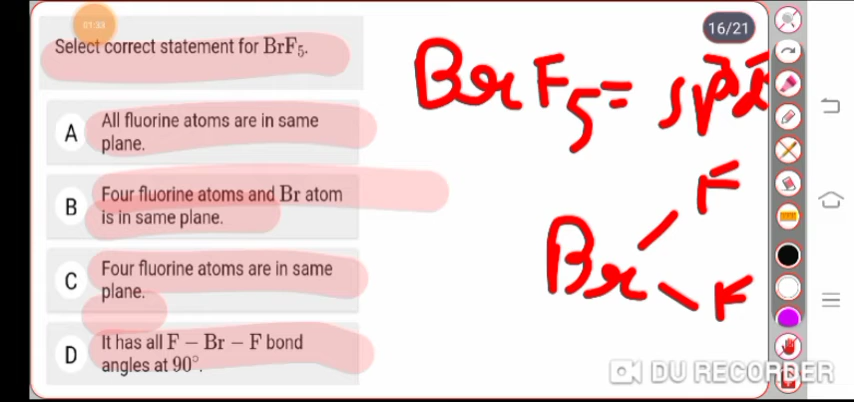 01:33
16/21
Select correct statement for BrF₅.
A
All fluorine atoms are in same
plane.
B
Four fluorine atoms and Br atom
is in same plane.
C
Four fluorine atoms are in same
plane.
D
It has all F – Br – F bond
angles at 90°.
BrF₅ = sp³d²
F
Br
F
DU RECORDER